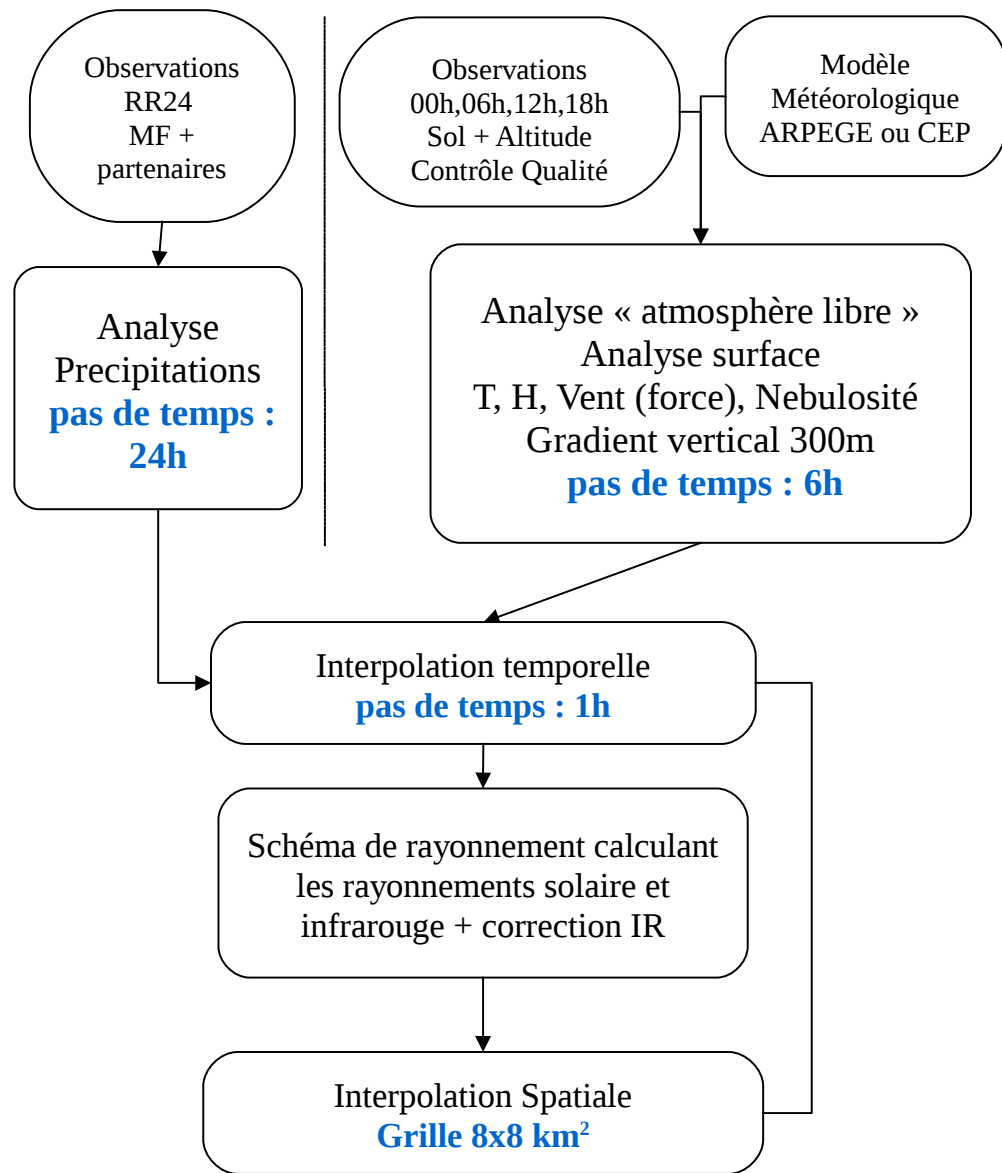 Observations
RR24
MF +
partenaires
Observations
00h,06h,12h,18h
Sol + Altitude
Contrôle Qualité
Modèle
Météorologique
ARPEGE ou CEP
Analyse
Precipitations
pas de temps :
24h
Analyse « atmosphère libre »
Analyse surface
T, H, Vent (force), Nebulosité
Gradient vertical 300m
pas de temps : 6h
Interpolation temporelle
pas de temps : 1h
Schéma de rayonnement calculant
les rayonnements solaire et
infrarouge + correction IR
Interpolation Spatiale
Grille 8x8 km²